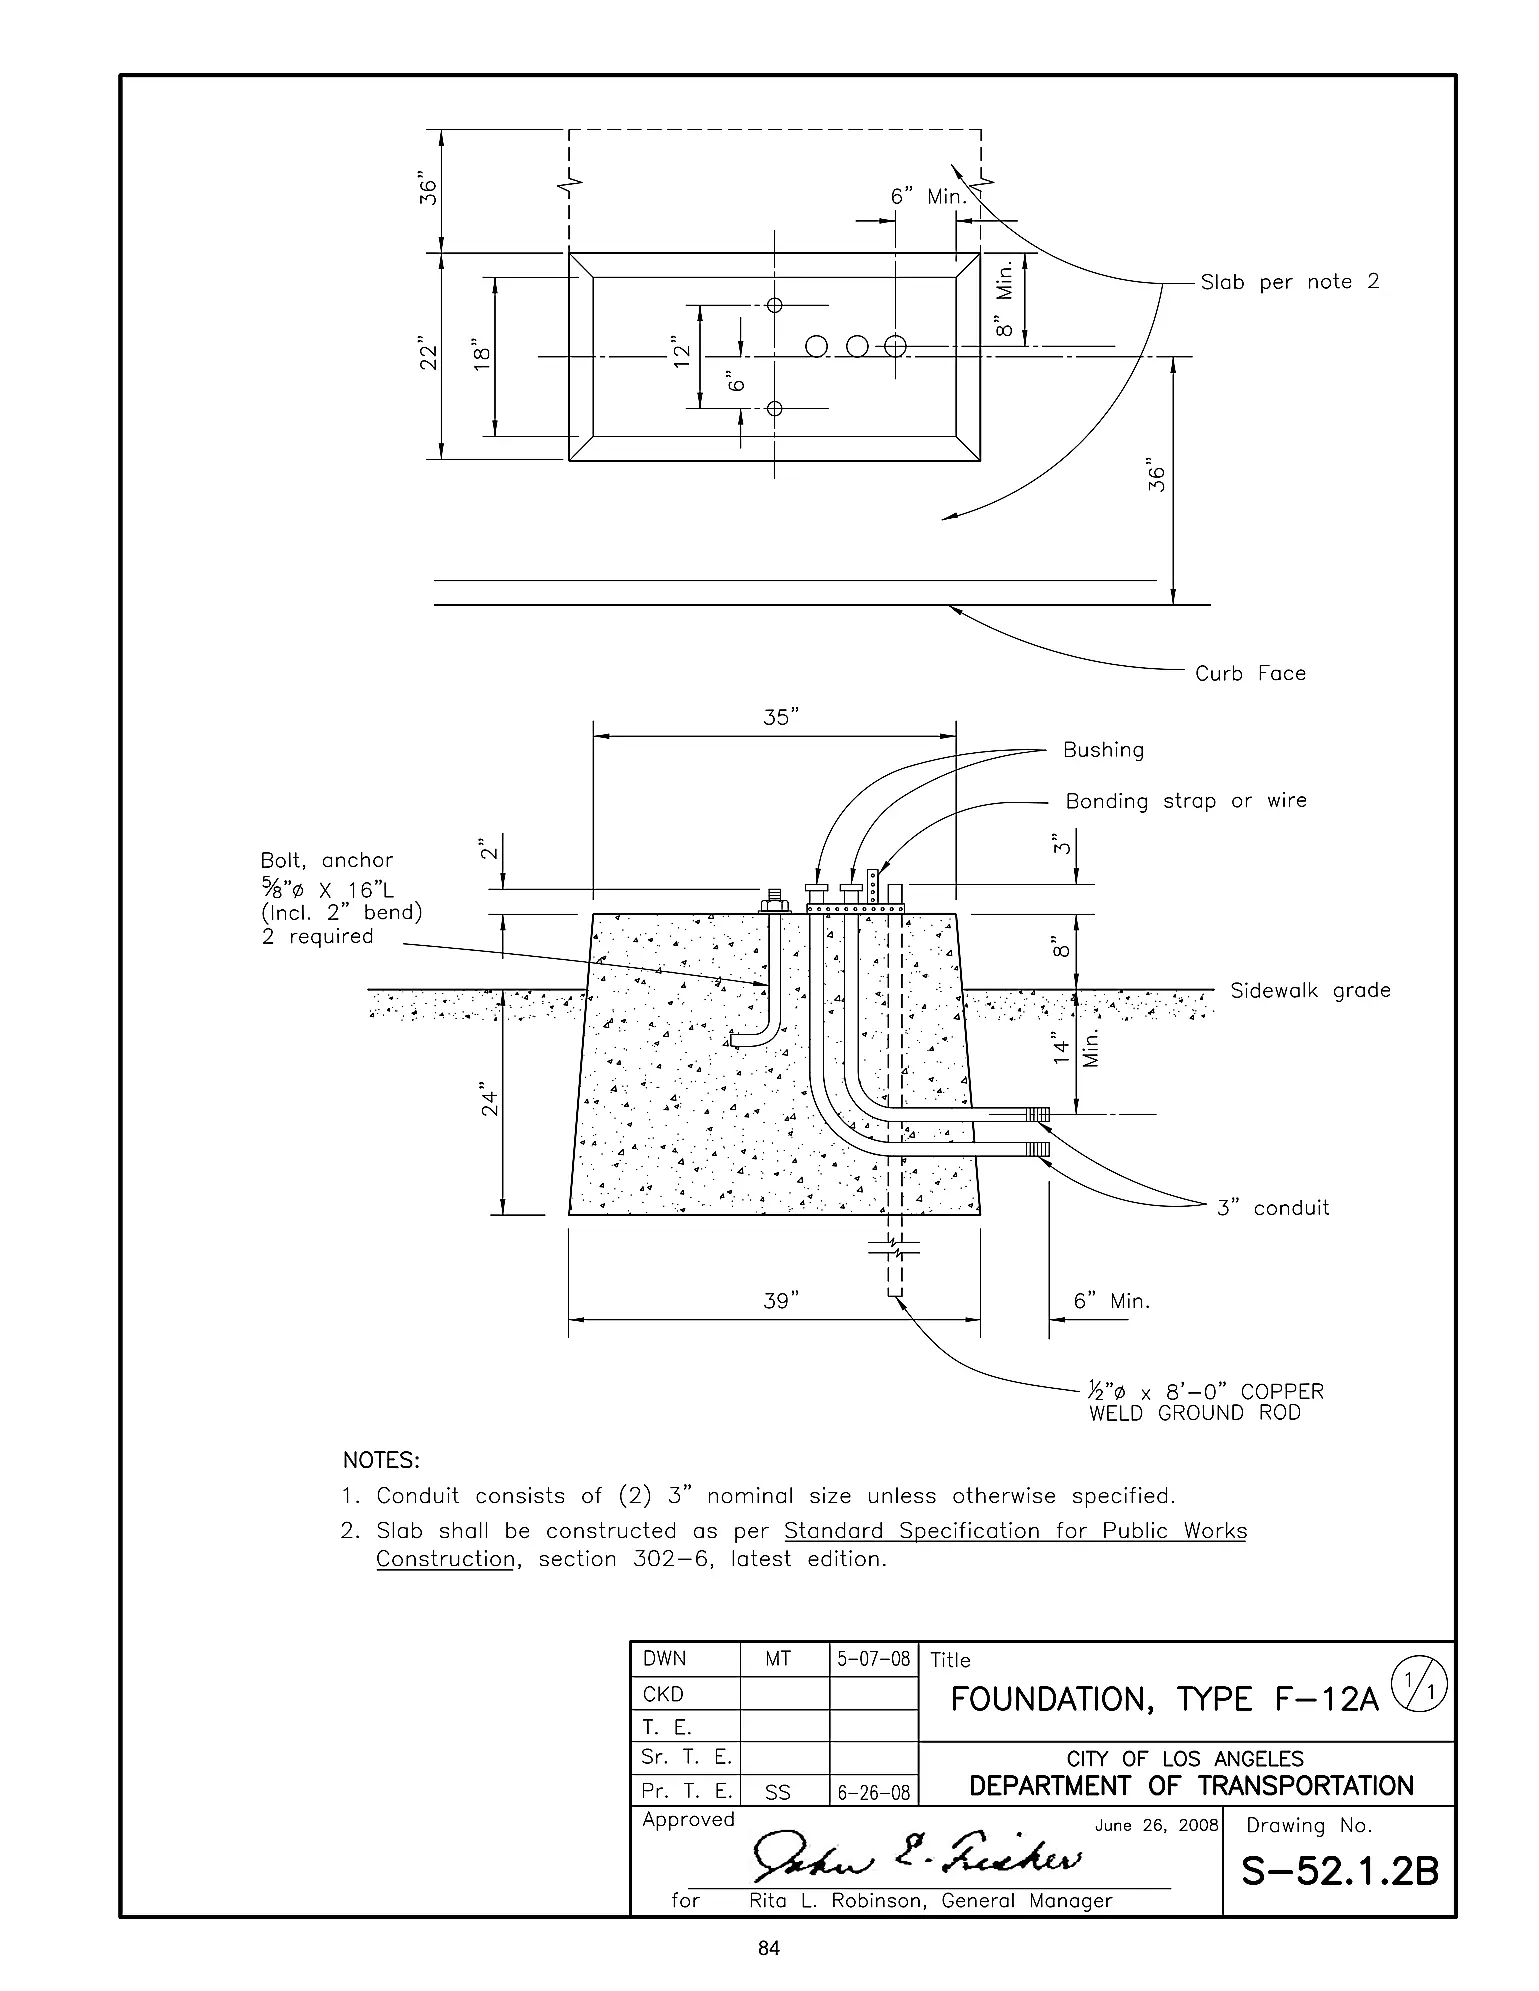 36"
6" Min.
8" Min.
Slab per note 2
22"
18"
12"
6"
36"
Curb Face
35"
Bushing
Bonding strap or wire
2"
3"
Bolt, anchor
⅝"ø X 16"L
(Incl. 2" bend)
2 required
8"
Sidewalk grade
14"
Min.
24"
3" conduit
39"
6" Min.
½"ø x 8'–0" COPPER
WELD GROUND ROD
NOTES:
1. Conduit consists of (2) 3" nominal size unless otherwise specified.
2. Slab shall be constructed as per Standard Specification for Public Works
Construction, section 302–6, latest edition.
DWN MT 5–07–08
CKD
T. E.
Sr. T. E.
Pr. T. E. SS 6–26–08
Title
FOUNDATION, TYPE F–12A 1/1
CITY OF LOS ANGELES
DEPARTMENT OF TRANSPORTATION
Approved
June 26, 2008
John E. Fisher
for Rita L. Robinson, General Manager
Drawing No.
S–52.1.2B
84